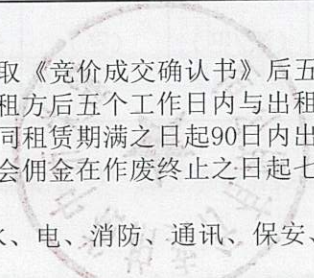 取《竞价成交确认书》后五
租方后五个工作日内与出租
司租赁期满之日起90日内出
会佣金在作废终止之日起七
水、电、消防、通讯、保安、